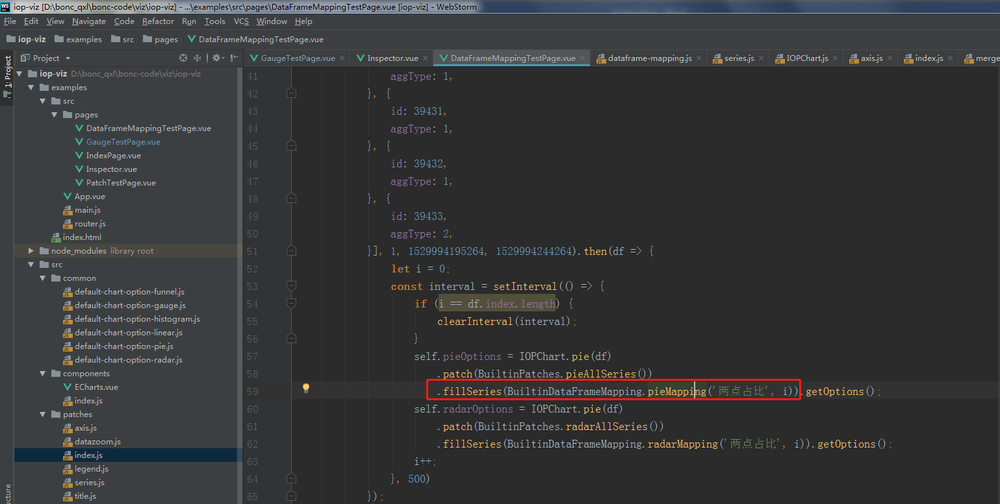 iop-viz [D:\bonc_qxl\bonc-code\viz\iop-viz] - ...\examples\src\pages\DataFrameMappingTestPage.vue [iop-viz] - WebStorm
File Edit View Navigate Code Refactor Run Tools VCS Window Help
iop-viz examples src pages DataFrameMappingTestPage.vue
Project
GaugeTestPage.vue Inspector.vue DataFrameMappingTestPage.vue dataframe-mapping.js series.js IOPChart.js axis.js index.js merge
1: Project
iop-viz D:\bonc_qxl\bonc-code\viz\iop-viz
examples
src
pages
DataFrameMappingTestPage.vue
GaugeTestPage.vue
IndexPage.vue
Inspector.vue
PatchTestPage.vue
App.vue
main.js
router.js
index.html
node_modules library root
src
common
default-chart-option-funnel.js
default-chart-option-gauge.js
default-chart-option-histogram.js
default-chart-option-linear.js
default-chart-option-pie.js
default-chart-option-radar.js
components
ECharts.vue
index.js
patches
axis.js
datazoom.js
index.js
legend.js
series.js
title.js
ucture
41 aggType: 1,
42 }, {
43 id: 39431,
44 aggType: 1,
45 }, {
46 id: 39432,
47 aggType: 1,
48 }, {
49 id: 39433,
50 aggType: 2,
51 }], 1, 1529994195264, 1529994244264).then(df => {
52 let i = 0;
53 const interval = setInterval(() => {
54 if (i == df.index.length) {
55 clearInterval(interval);
56 }
57 self.pieOptions = IOPChart.pie(df)
58 .patch(BuiltinPatches.pieAllSeries())
59 .fillSeries(BuiltinDataFrameMapping.pieMapping('两点占比', i)).getOptions();
60 self.radarOptions = IOPChart.pie(df)
61 .patch(BuiltinPatches.radarAllSeries())
62 .fillSeries(BuiltinDataFrameMapping.radarMapping('两点占比', i)).getOptions();
63 i++;
64 }, 500)
65 });